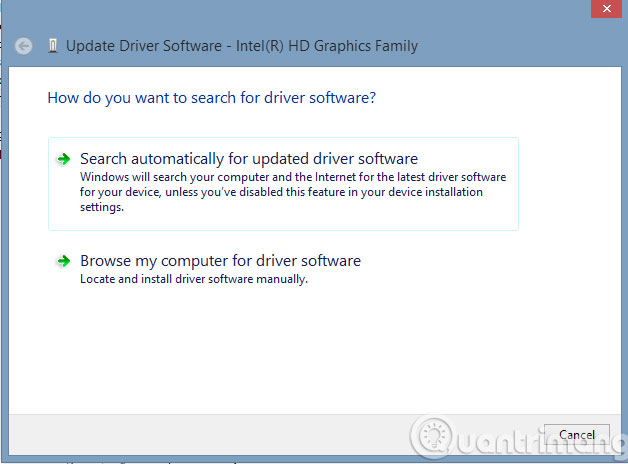 Update Driver Software - Intel(R) HD Graphics Family
How do you want to search for driver software?
Search automatically for updated driver software
Windows will search your computer and the Internet for the latest driver software
for your device, unless you've disabled this feature in your device installation
settings.
Browse my computer for driver software
Locate and install driver software manually.
Cancel
Quantrimang